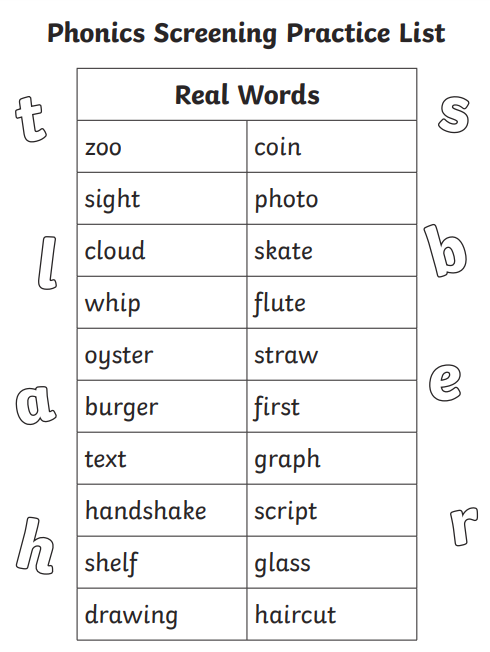 Phonics Screening Practice List
Real Words
zoo coin
sight photo
cloud skate
whip flute
oyster straw
burger first
text graph
handshake script
shelf glass
drawing haircut
t
s
l
b
a
e
h
r